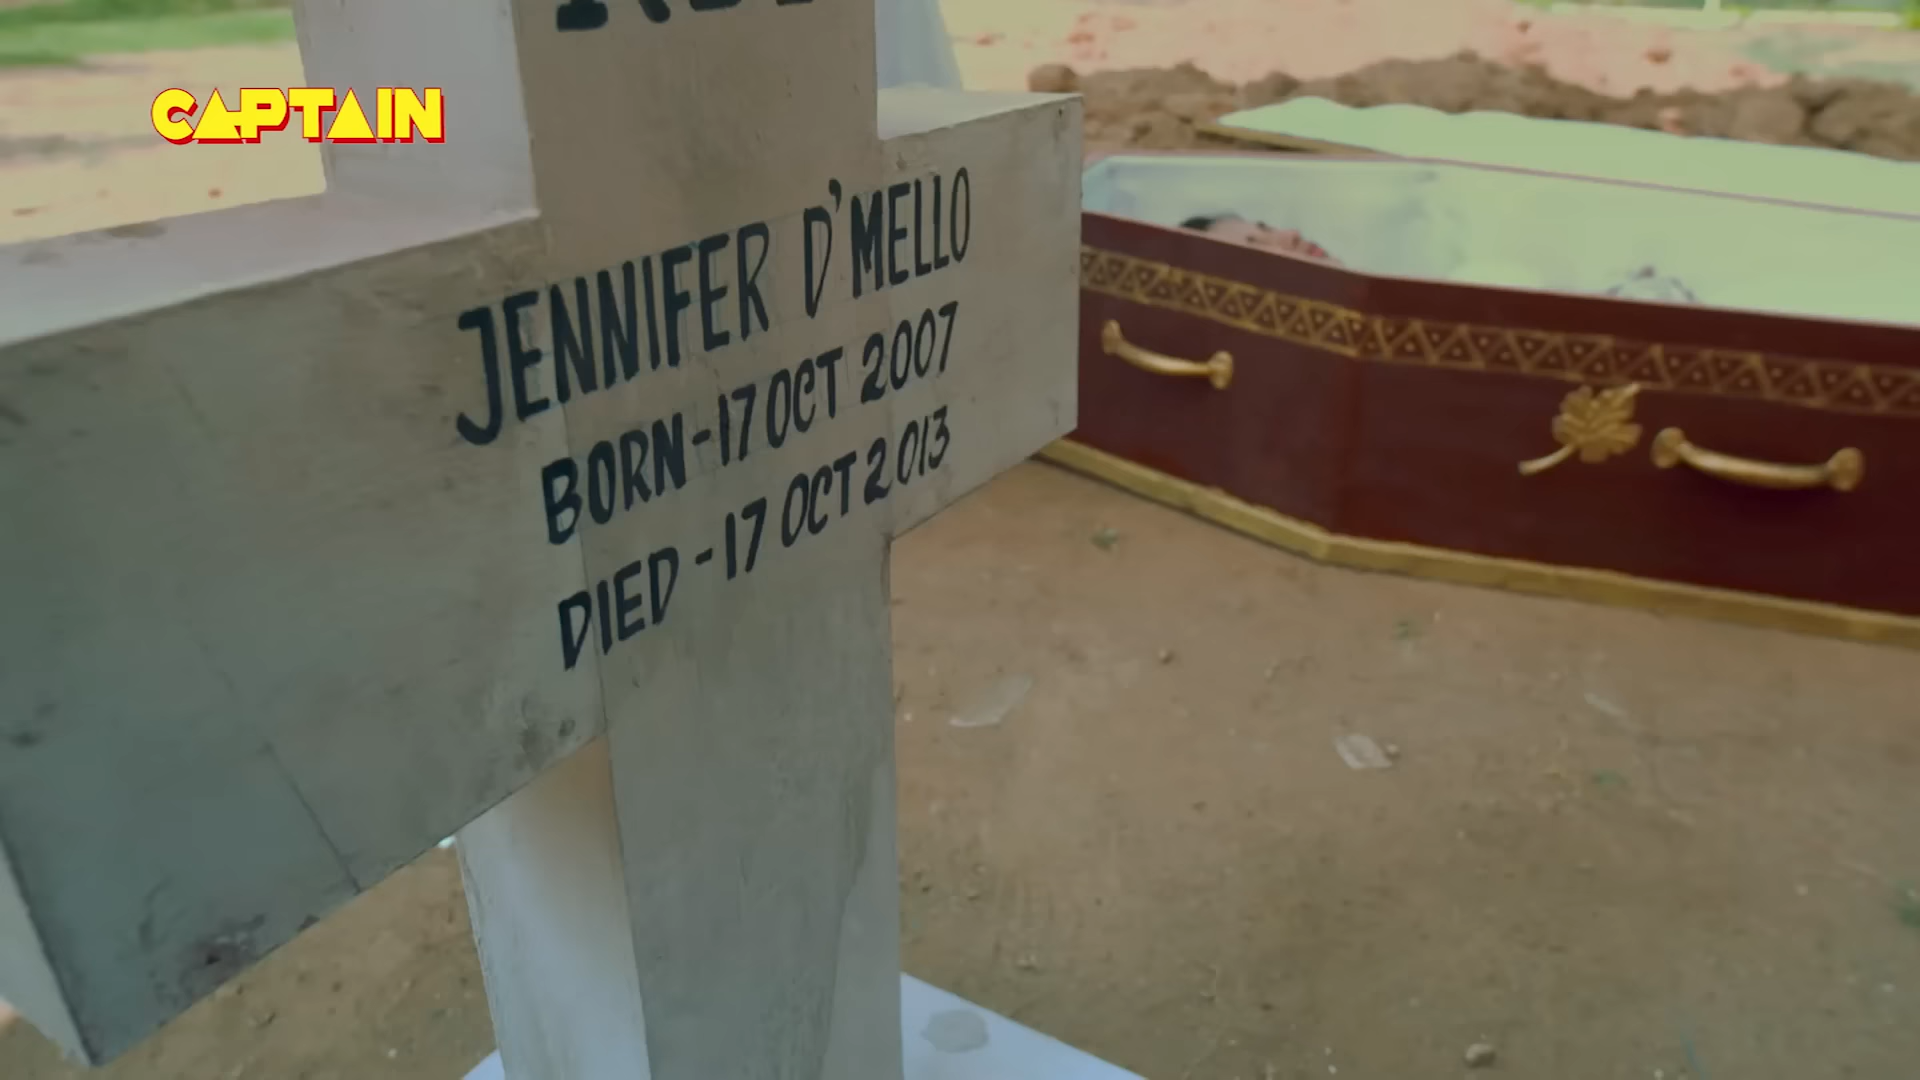 CAPTAIN
JENNIFER D'MELLO
BORN-17 OCT 2007
DIED-17 OCT 2013